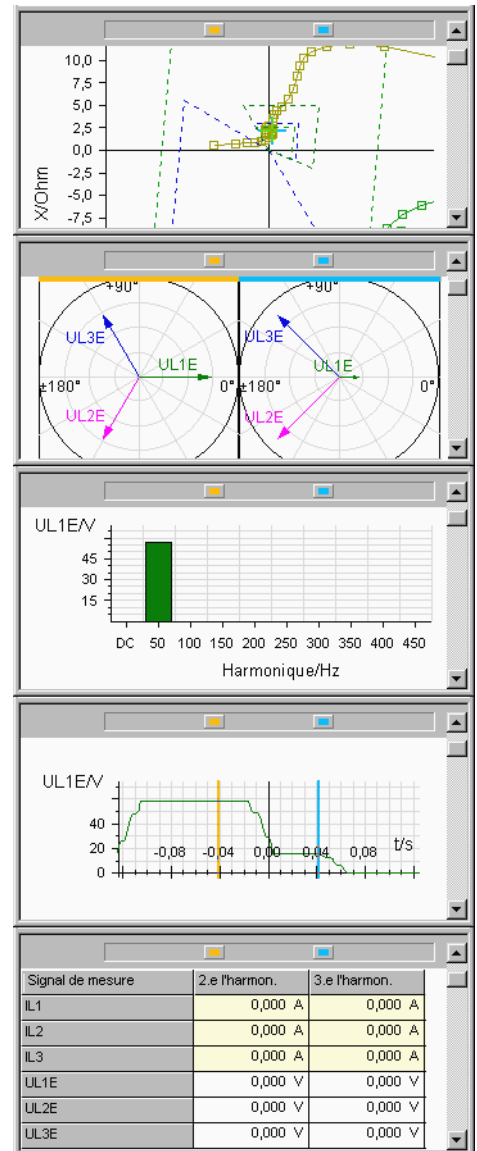 10,0
7,5
5,0
2,5
0,0
-2,5
-5,0
-7,5
X/Ohm
+90° +90°
UL3E UL3E
UL1E UL1E
±180° 0° ±180° 0°
UL2E UL2E
UL1E/V
45
30
15
DC 50 100 150 200 250 300 350 400 450
Harmonique/Hz
UL1E/V
40
20
0
-0,08 -0,04 0,00 0,04 0,08 t/s
Signal de mesure 2.e l'harmon. 3.e l'harmon.
IL1 0,000 A 0,000 A
IL2 0,000 A 0,000 A
IL3 0,000 A 0,000 A
UL1E 0,000 V 0,000 V
UL2E 0,000 V 0,000 V
UL3E 0,000 V 0,000 V